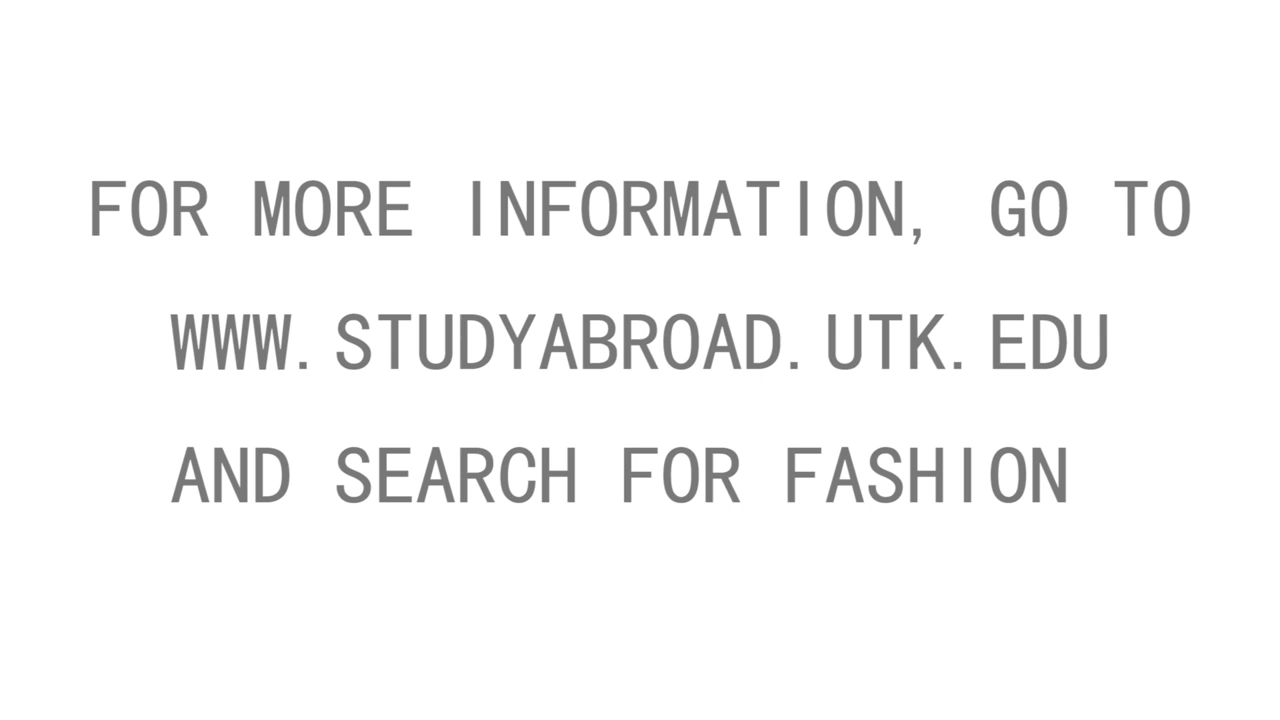 FOR MORE INFORMATION, GO TO
WWW.STUDYABROAD.UTK.EDU
AND SEARCH FOR FASHION